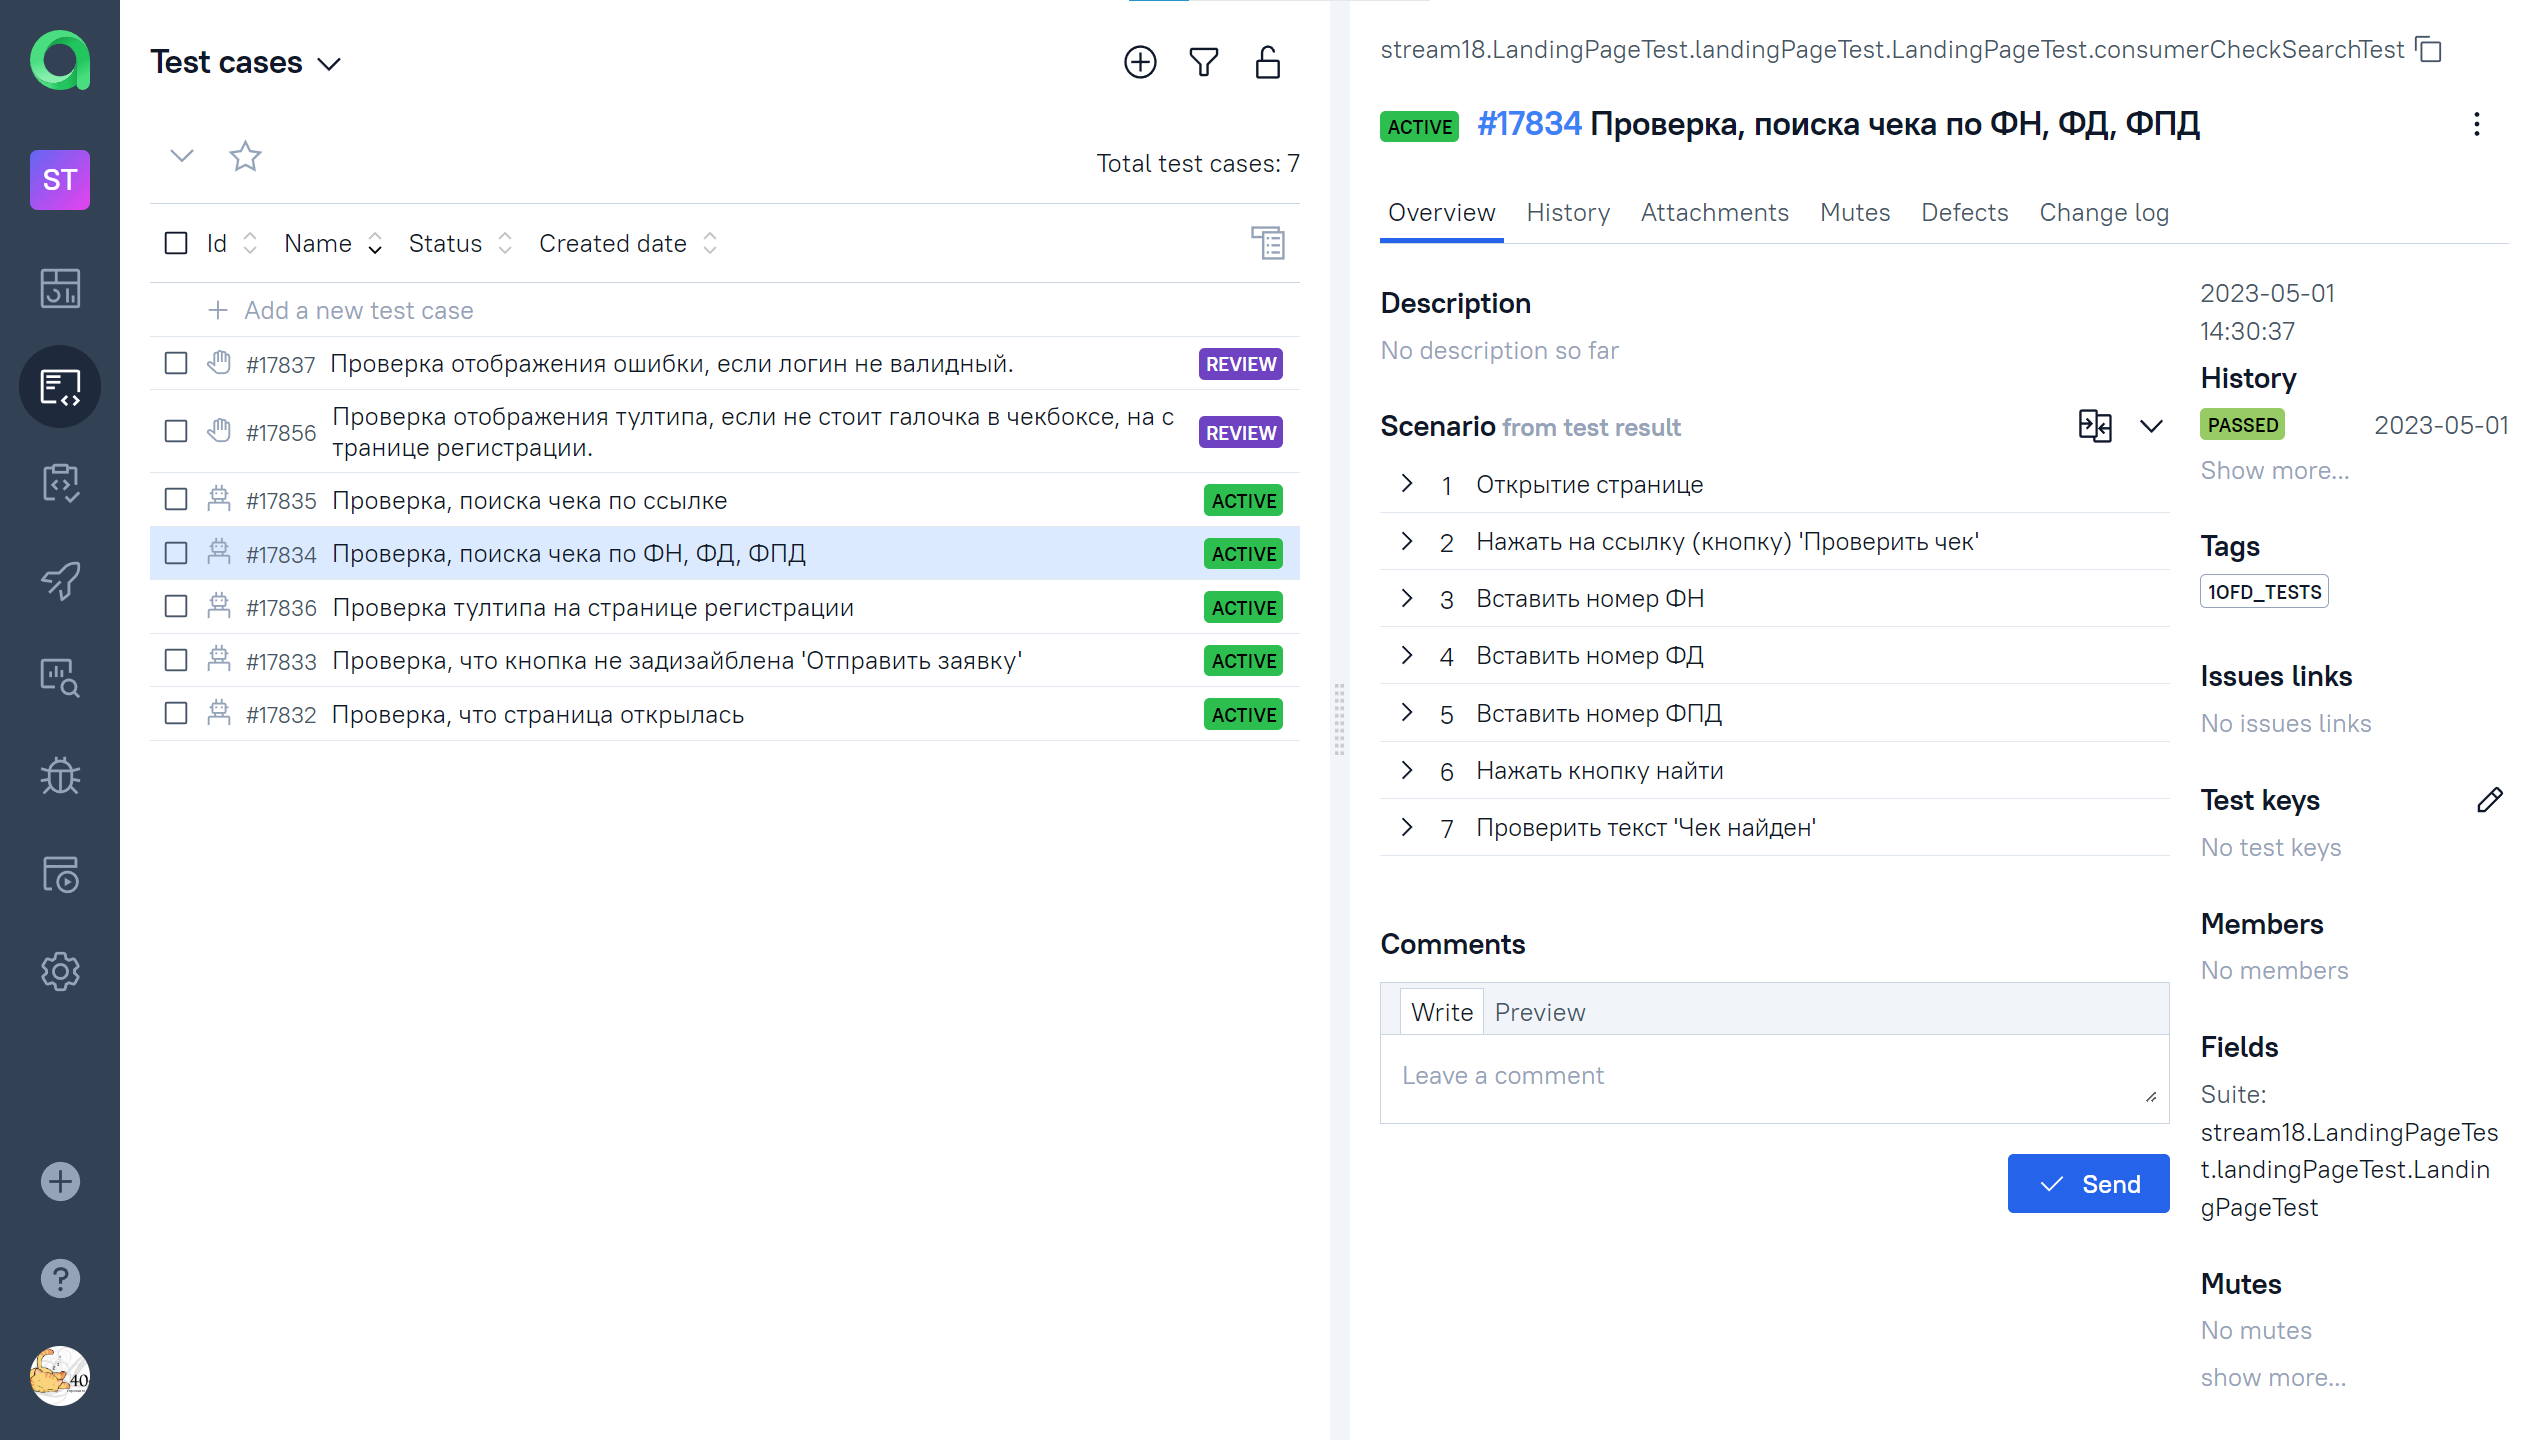 ST
40
Test cases
Total test cases: 7
Id Name Status Created date
Add a new test case
#17837 Проверка отображения ошибки, если логин не валидный. REVIEW
#17856 Проверка отображения тултипа, если не стоит галочка в чекбоксе, на с
транице регистрации. REVIEW
#17835 Проверка, поиска чека по ссылке ACTIVE
#17834 Проверка, поиска чека по ФН, ФД, ФПД ACTIVE
#17836 Проверка тултипа на странице регистрации ACTIVE
#17833 Проверка, что кнопка не задизайблена 'Отправить заявку' ACTIVE
#17832 Проверка, что страница открылась ACTIVE
stream18.LandingPageTest.landingPageTest.LandingPageTest.consumerCheckSearchTest
ACTIVE #17834 Проверка, поиска чека по ФН, ФД, ФПД
Overview History Attachments Mutes Defects Change log
Description
No description so far
Scenario from test result
1 Открытие странице
2 Нажать на ссылку (кнопку) 'Проверить чек'
3 Вставить номер ФН
4 Вставить номер ФД
5 Вставить номер ФПД
6 Нажать кнопку найти
7 Проверить текст 'Чек найден'
Comments
Write Preview
Leave a comment
Send
2023-05-01
14:30:37
History
PASSED 2023-05-01
Show more...
Tags
1OFD_TESTS
Issues links
No issues links
Test keys
No test keys
Members
No members
Fields
Suite:
stream18.LandingPageTes
t.landingPageTest.Landin
gPageTest
Mutes
No mutes
show more...